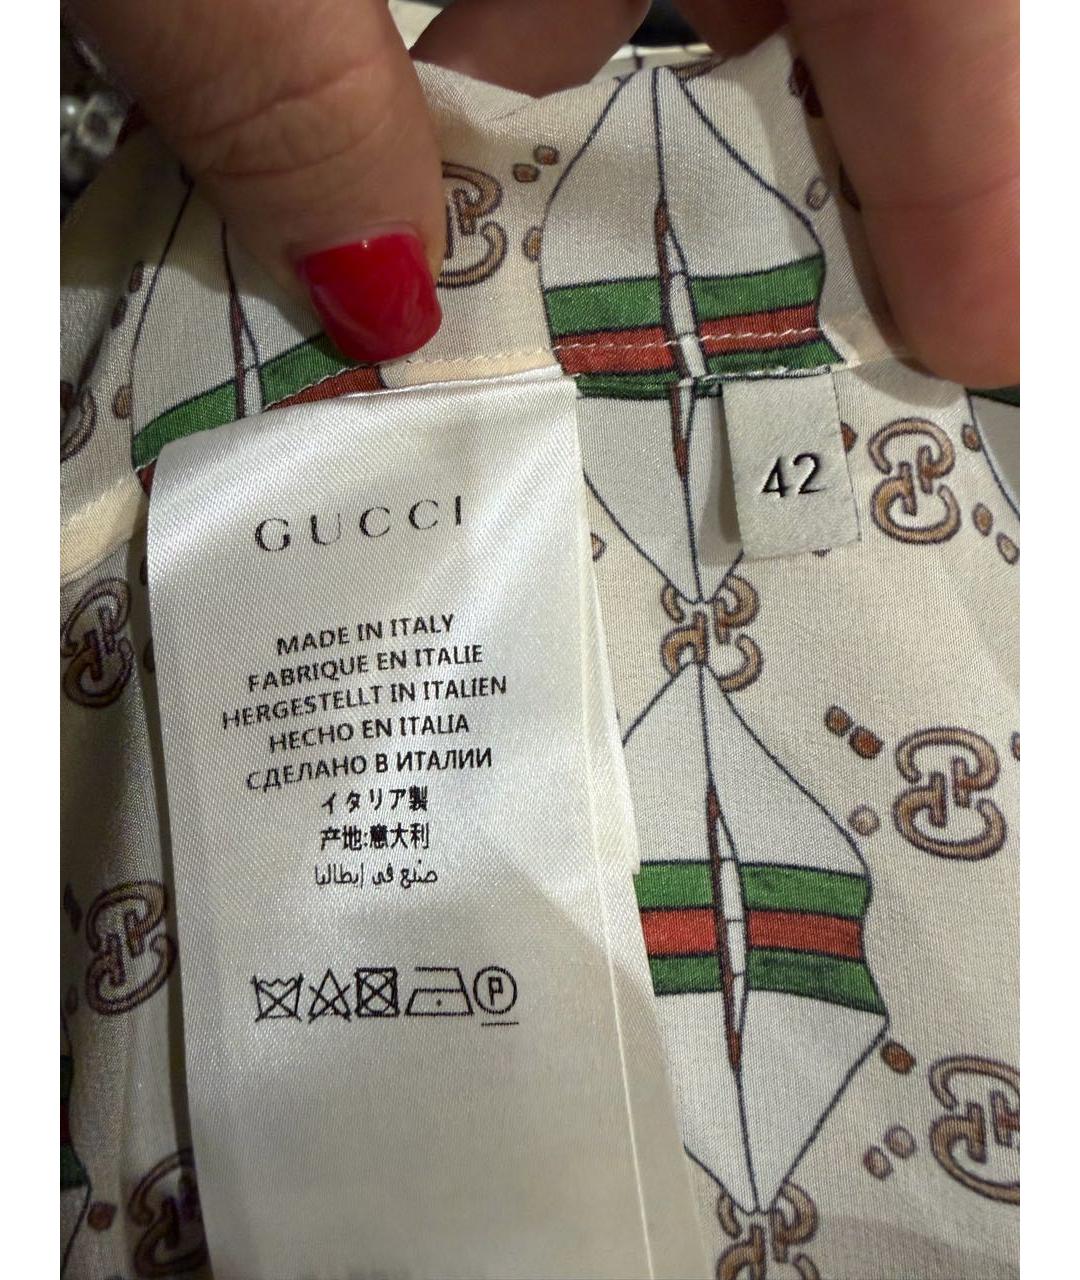 GUCCI
MADE IN ITALY
FABRIQUE EN ITALIE
HERGESTELLT IN ITALIEN
HECHO EN ITALIA
СДЕЛАНО В ИТАЛИИ
イタリア製
产地:意大利
صنع في إيطاليا
P
42